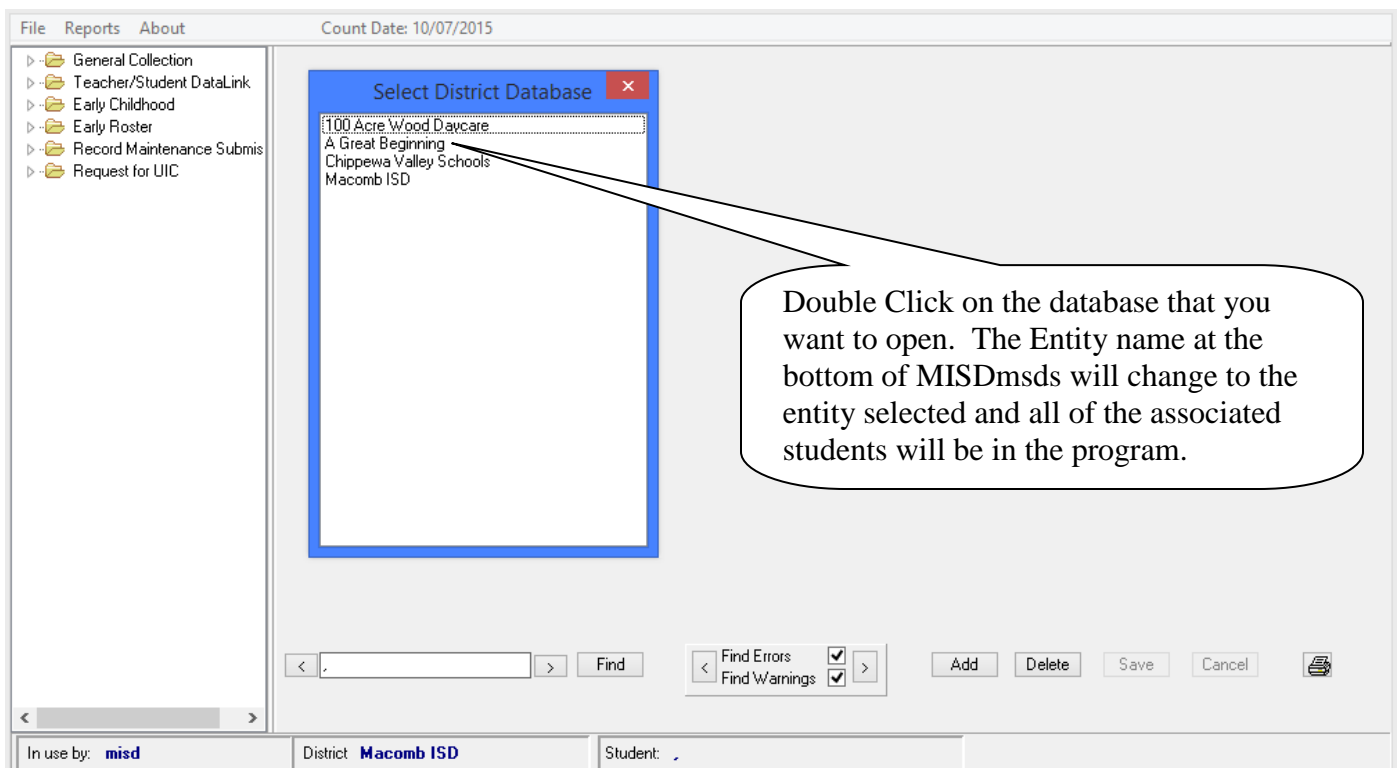 File Reports About Count Date: 10/07/2015
General Collection
Teacher/Student DataLink
Early Childhood
Early Roster
Record Maintenance Submis
Request for UIC
Select District Database
100 Acre Wood Daycare
A Great Beginning
Chippewa Valley Schools
Macomb ISD
Double Click on the database that you
want to open. The Entity name at the
bottom of MISDmsds will change to the
entity selected and all of the associated
students will be in the program.
< , > Find
Find Errors
Find Warnings
< >
Add Delete Save Cancel
In use by: misd District Macomb ISD Student: ,